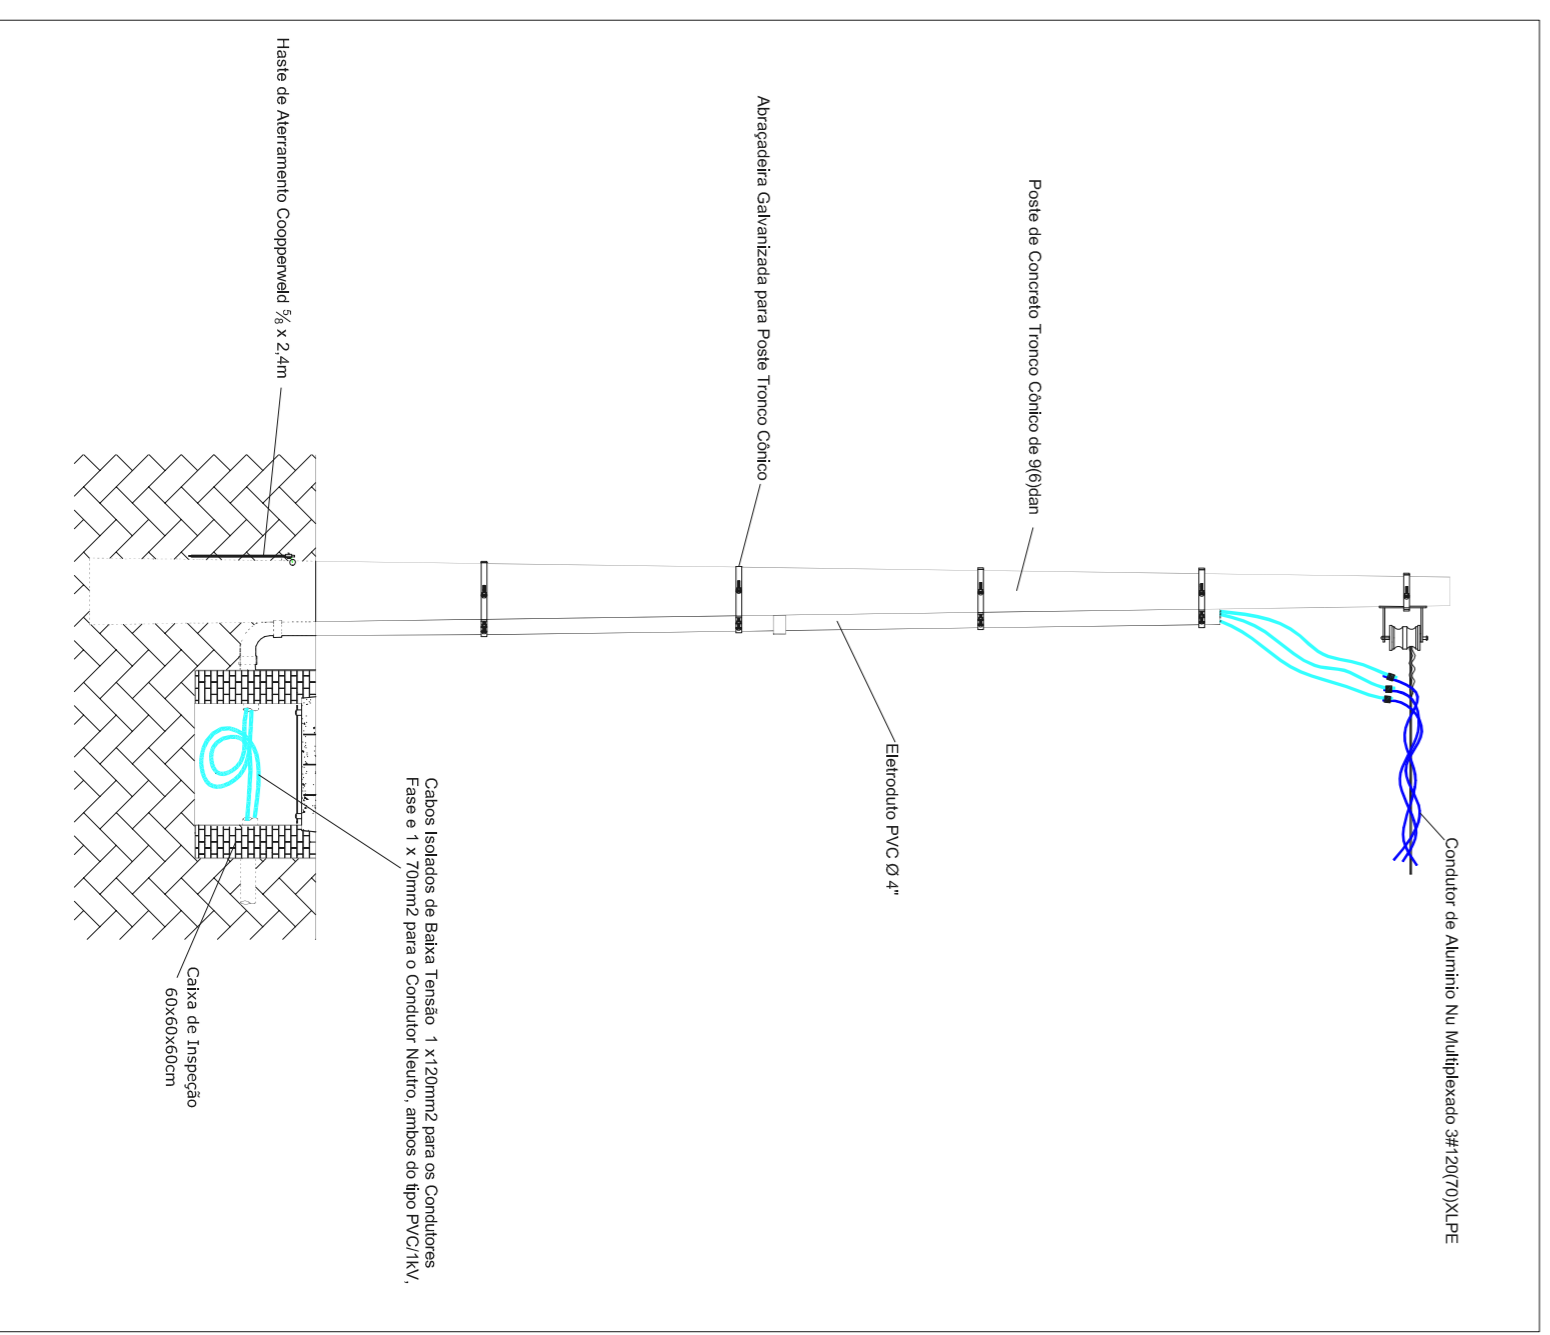 Condutor de Aluminio Nu Multiplexado 3#120(70)XLPE
Poste de Concreto Tronco Cônico de 9(6)dan
Eletroduto PVC Ø 4"
Abraçadeira Galvanizada para Poste Tronco Cônico
Cabos Isolados de Baixa Tensão 1 x120mm2 para os Condutores
Fase e 1 x 70mm2 para o Condutor Neutro, ambos do tipo PVC/1kV,
Haste de Aterramento Coopperweld ⅝ x 2,4m
Caixa de Inspeção
60x60x60cm